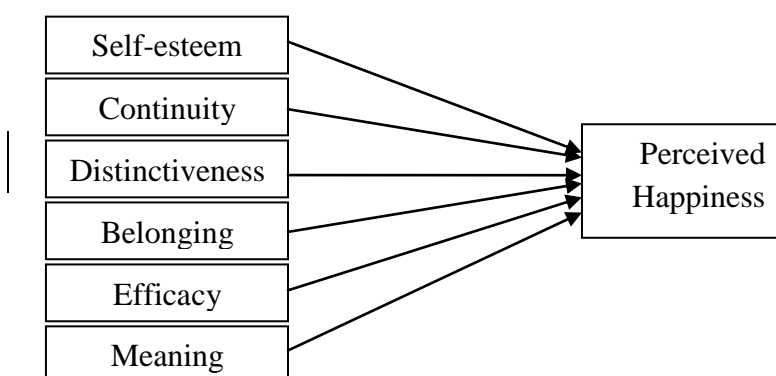 Self-esteem
Continuity
Distinctiveness
Belonging
Efficacy
Meaning
Perceived
Happiness